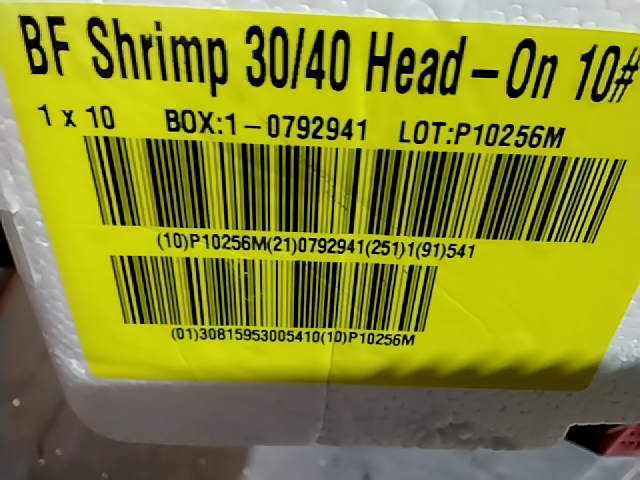 BF Shrimp 30/40 Head-On 10#
1 x 10 BOX:1-0792941 LOT:P10256M
(10)P10256M(21)0792941(251)1(91)541
(01)30815953005410(10)P10256M